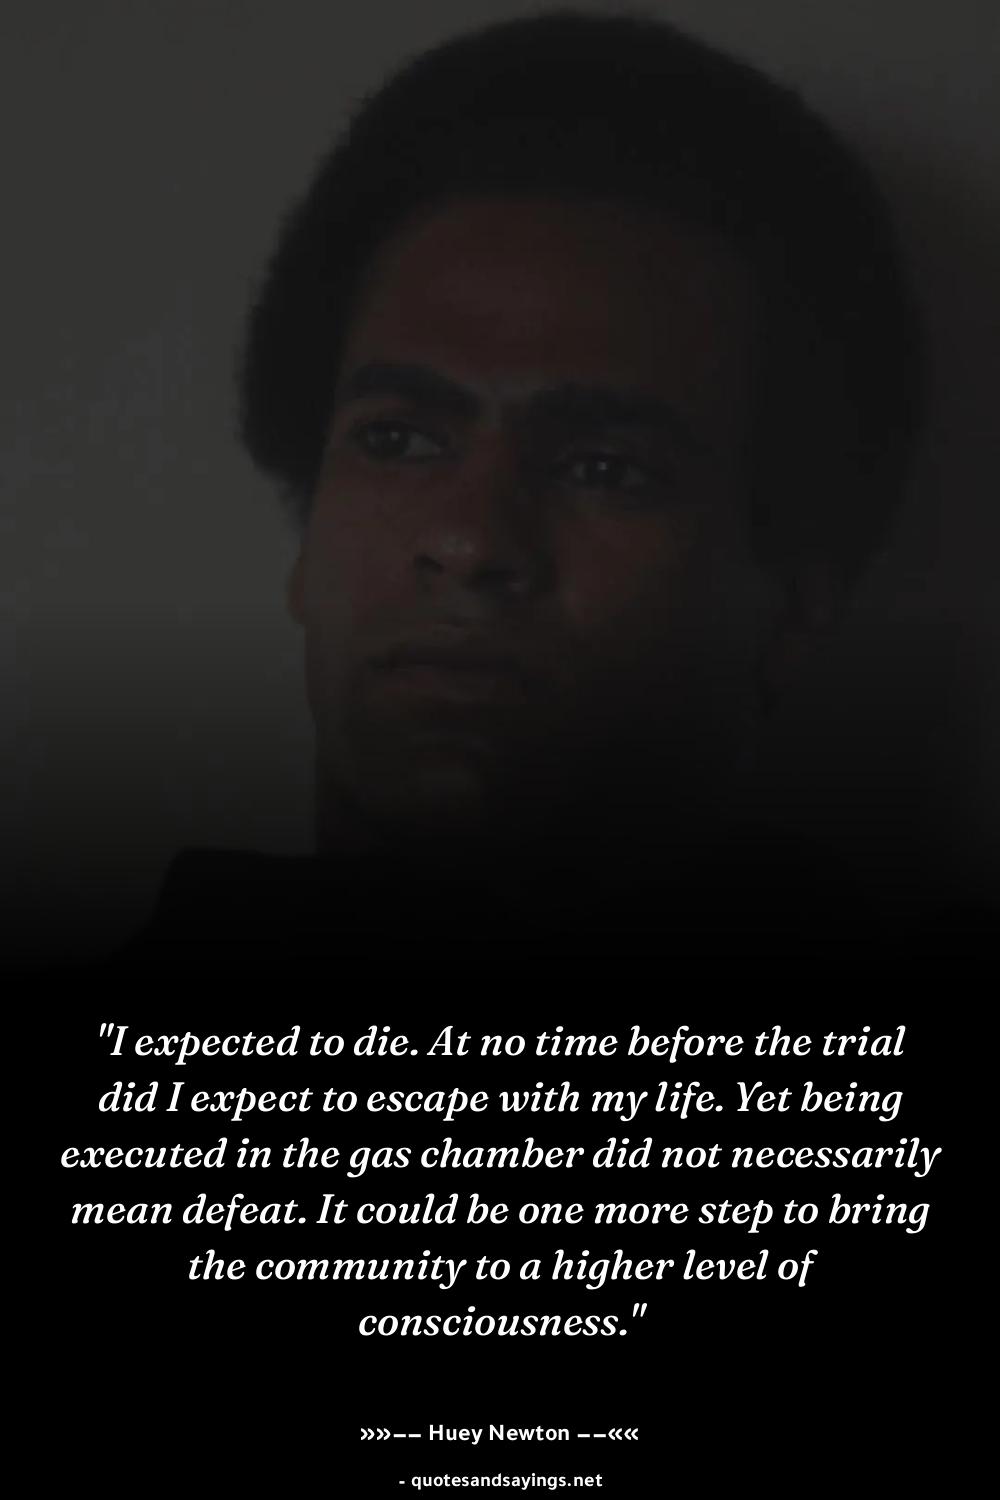 "I expected to die. At no time before the trial
did I expect to escape with my life. Yet being
executed in the gas chamber did not necessarily
mean defeat. It could be one more step to bring
the community to a higher level of
consciousness."
»»–– Huey Newton ––««
- quotesandsayings.net